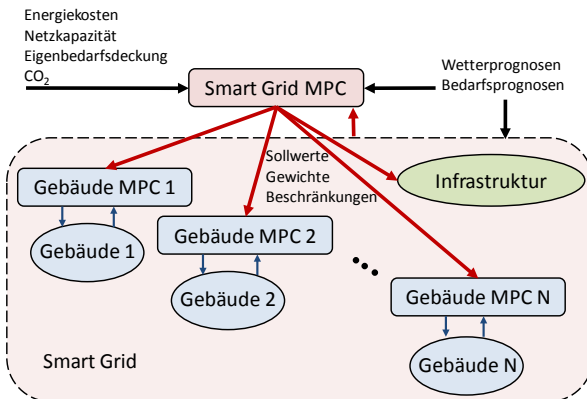 Energiekosten
Netzkapazität
Eigenbedarfsdeckung
CO₂
Wetterprognosen
Bedarfsprognosen
Smart Grid MPC
Sollwerte
Gewichte
Beschränkungen
Infrastruktur
Gebäude MPC 1
Gebäude 1
Gebäude MPC 2
Gebäude 2
Gebäude MPC N
Gebäude N
Smart Grid